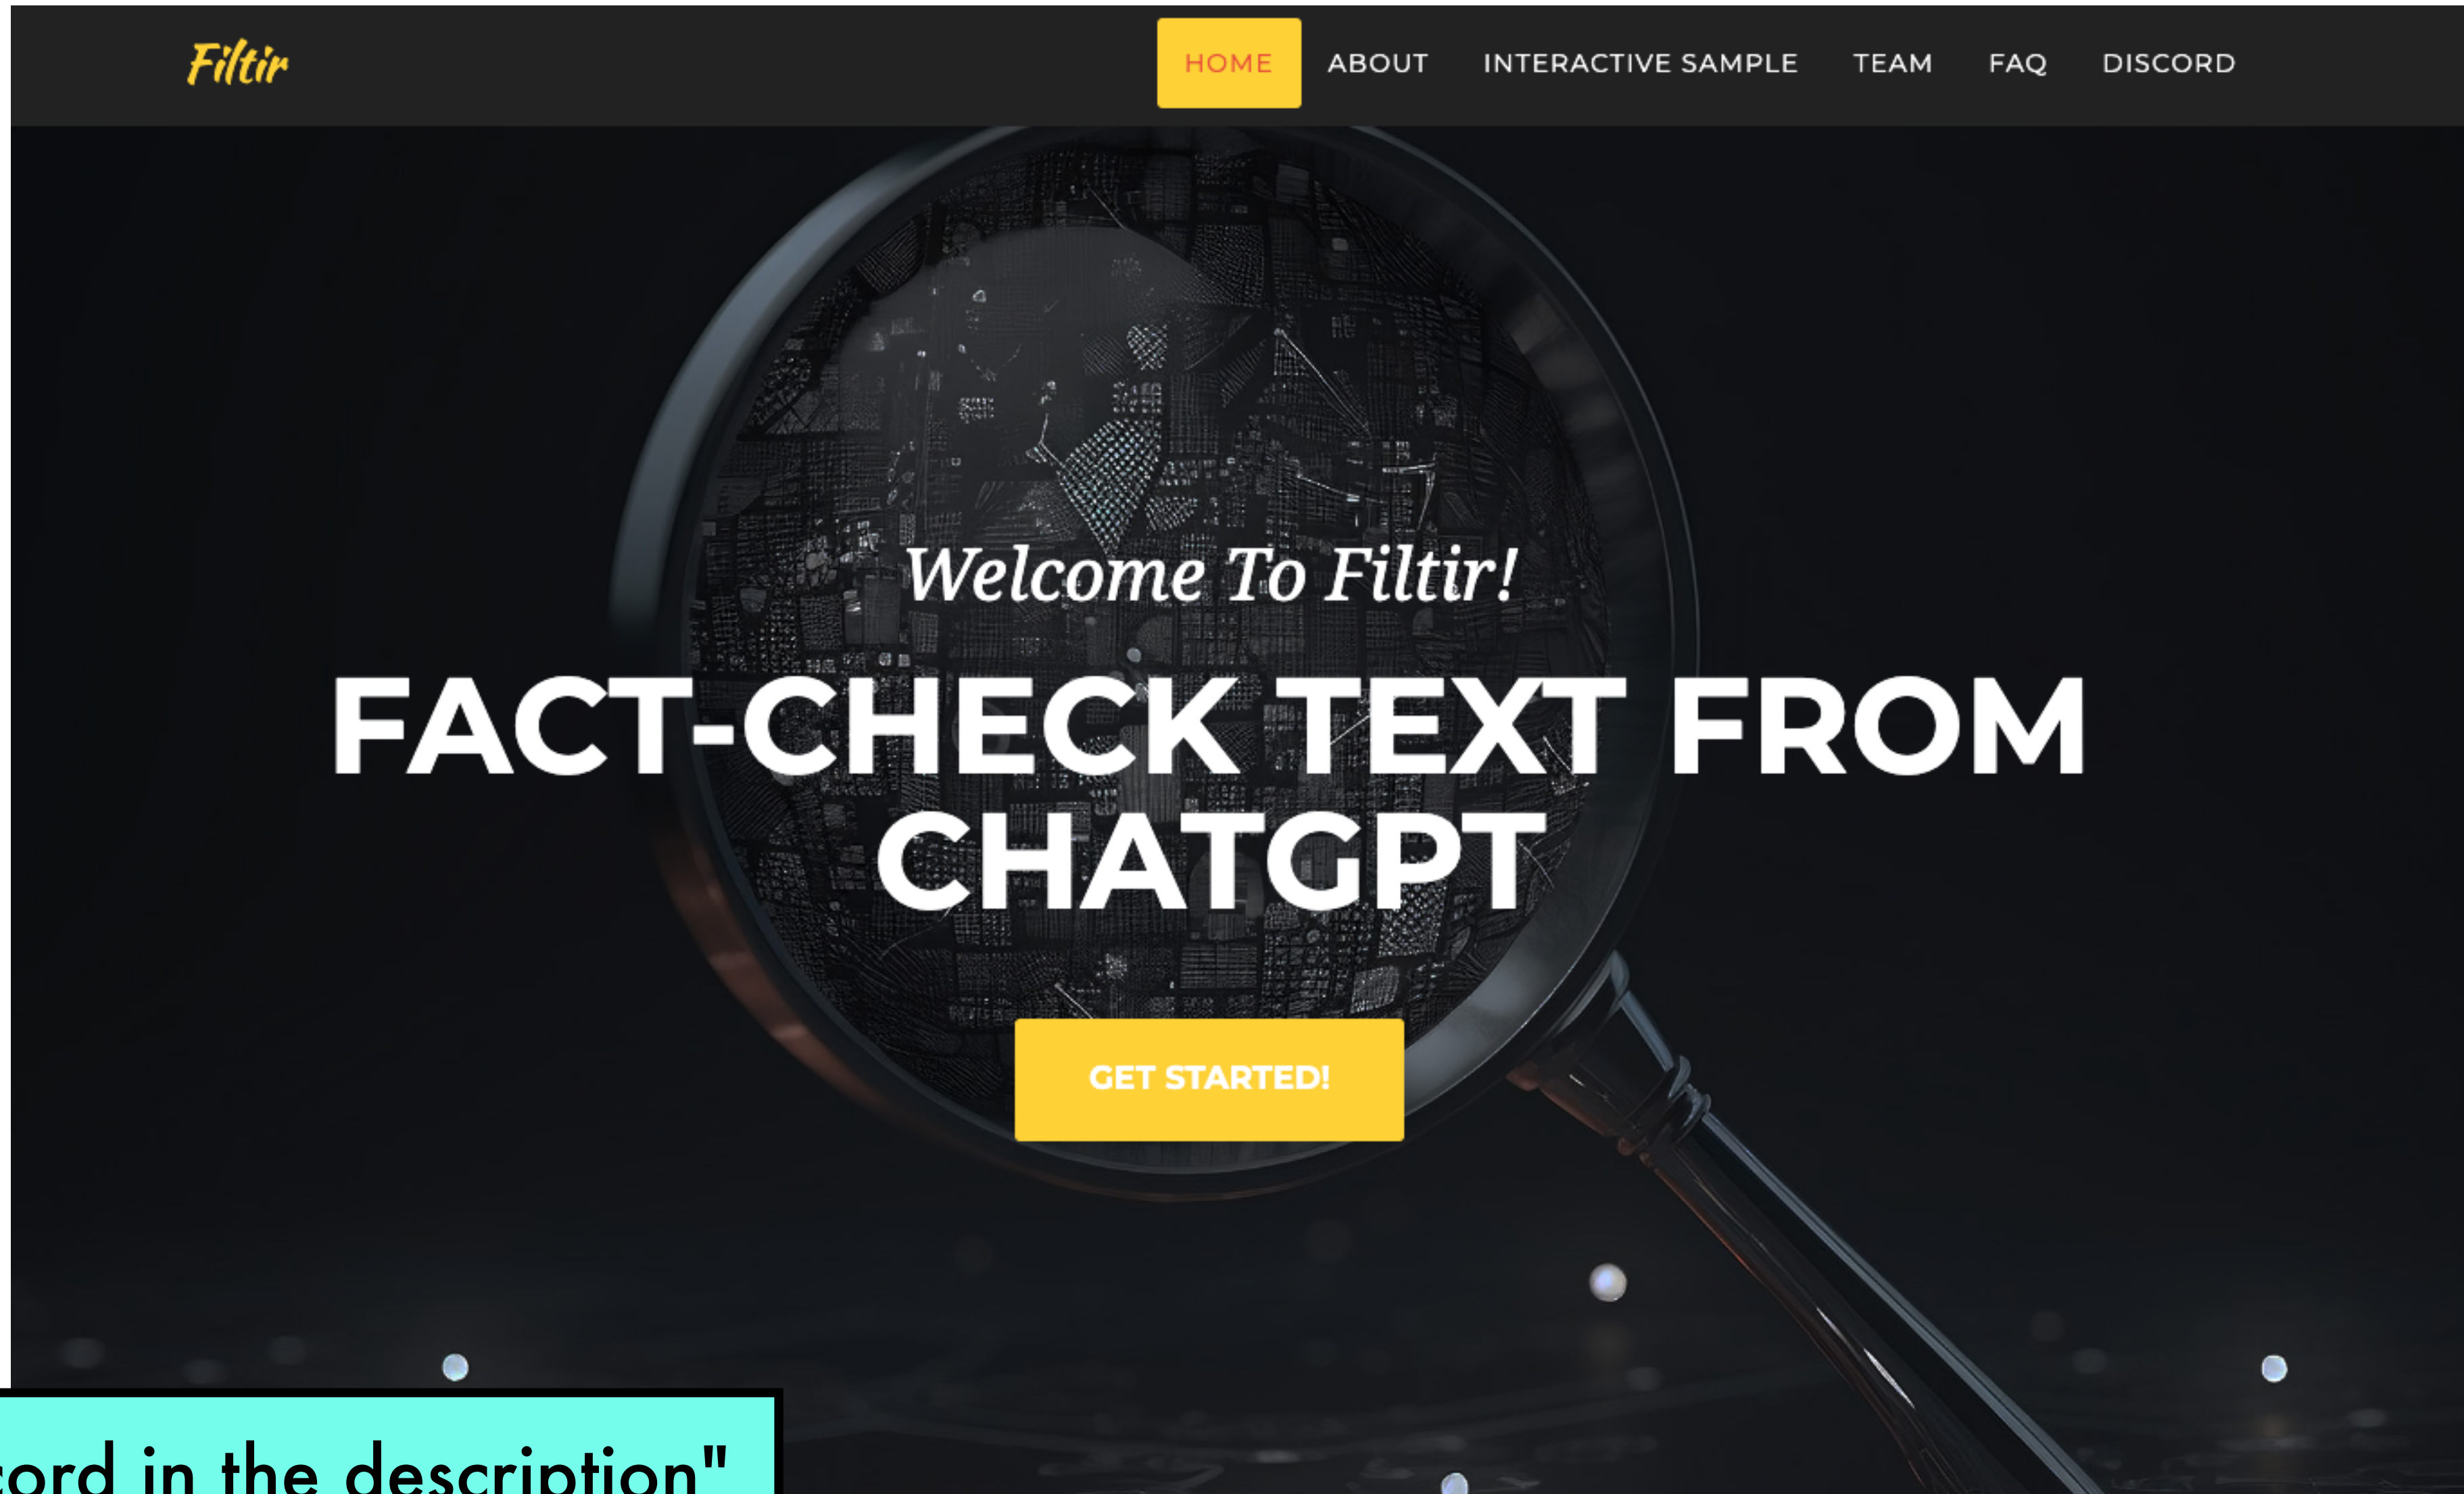 Filtir
HOME ABOUT INTERACTIVE SAMPLE TEAM FAQ DISCORD
Welcome To Filtir!
FACT-CHECK TEXT FROM
CHATGPT
GET STARTED!
in the description"